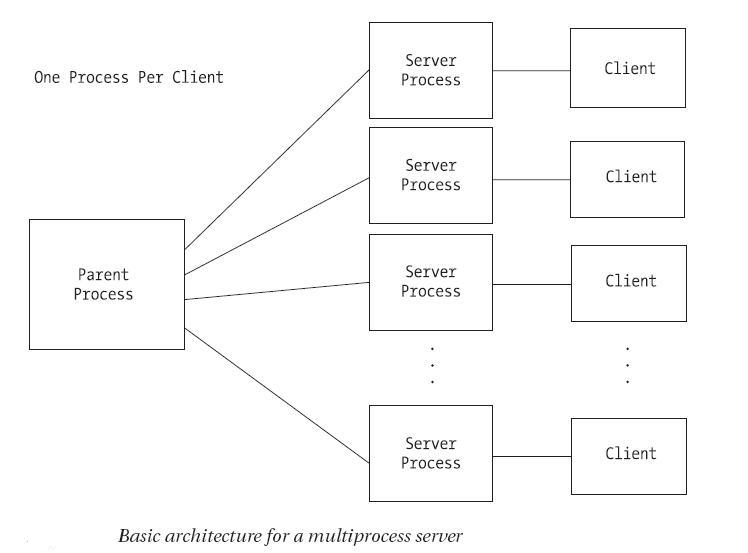 One Process Per Client
Server
Process
Client
Server
Process
Client
Parent
Process
Server
Process
Client
Server
Process
Client
Basic architecture for a multiprocess server